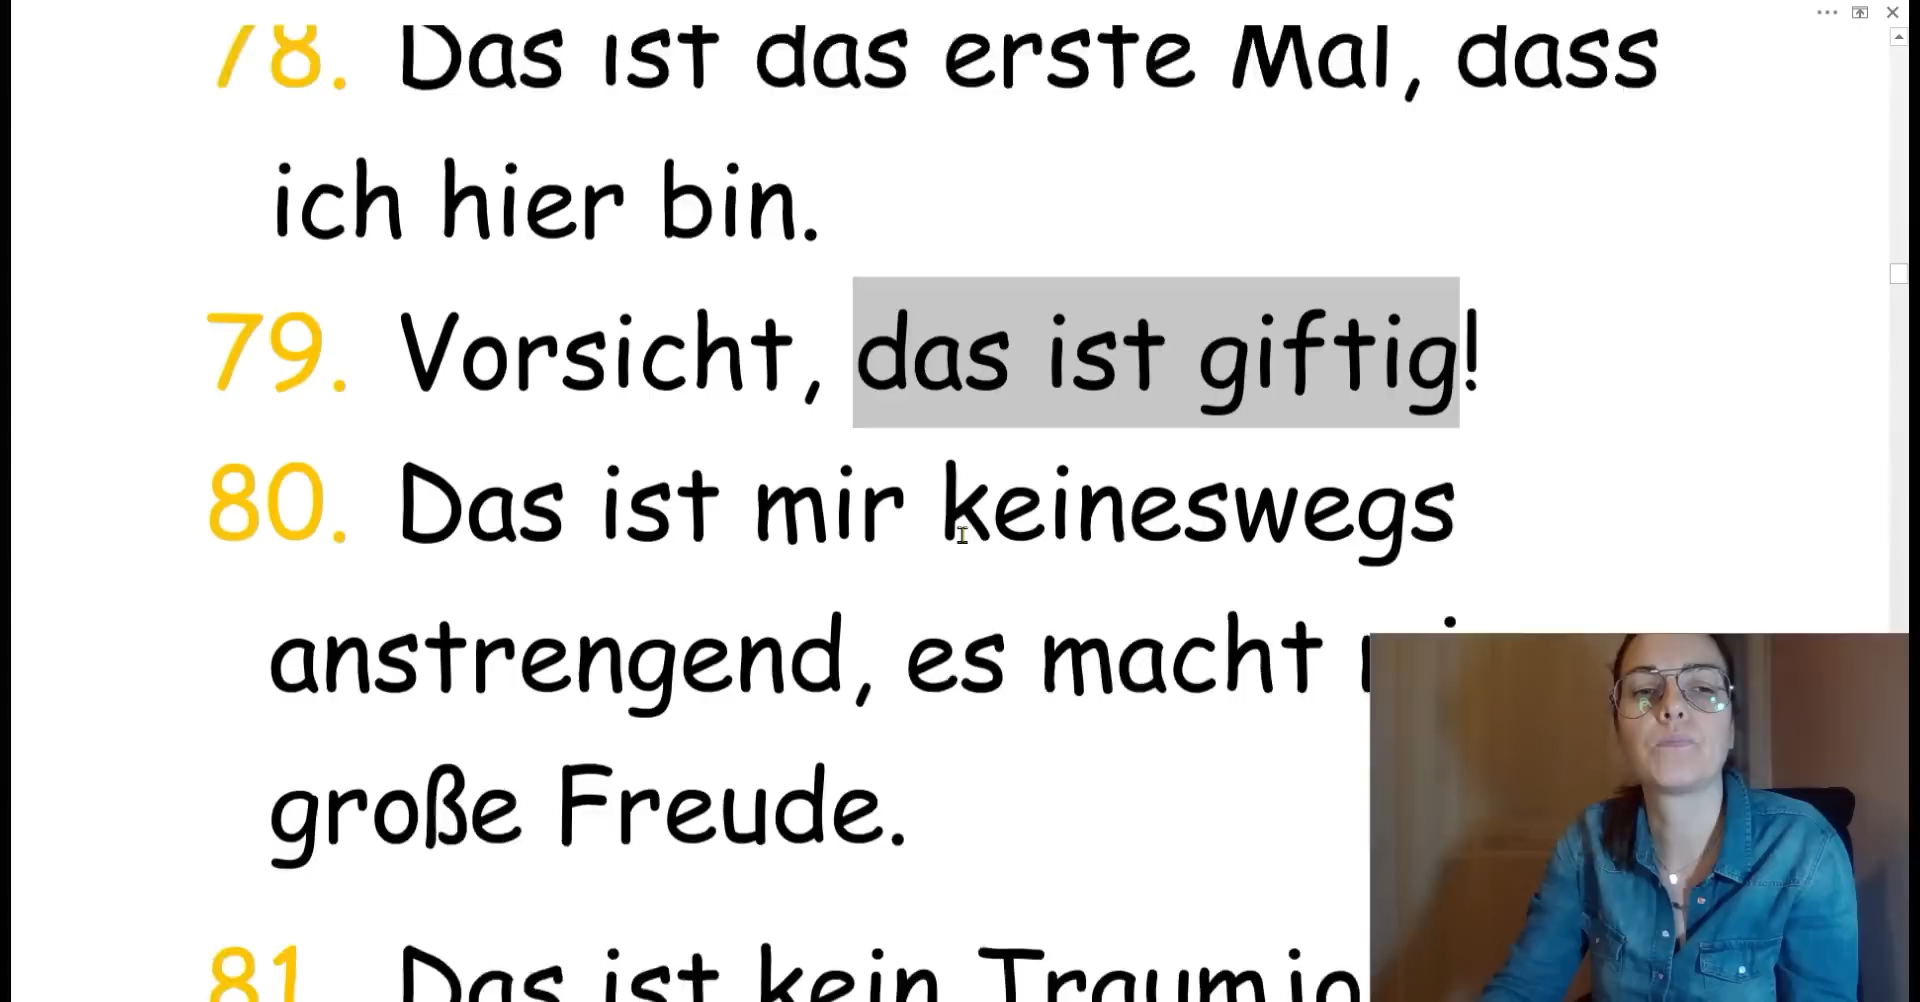 78. Das ist das erste Mal, dass
ich hier bin.
79. Vorsicht, das ist giftig!
80. Das ist mir keineswegs
anstrengend, es macht
große Freude.
81. Das ist kein